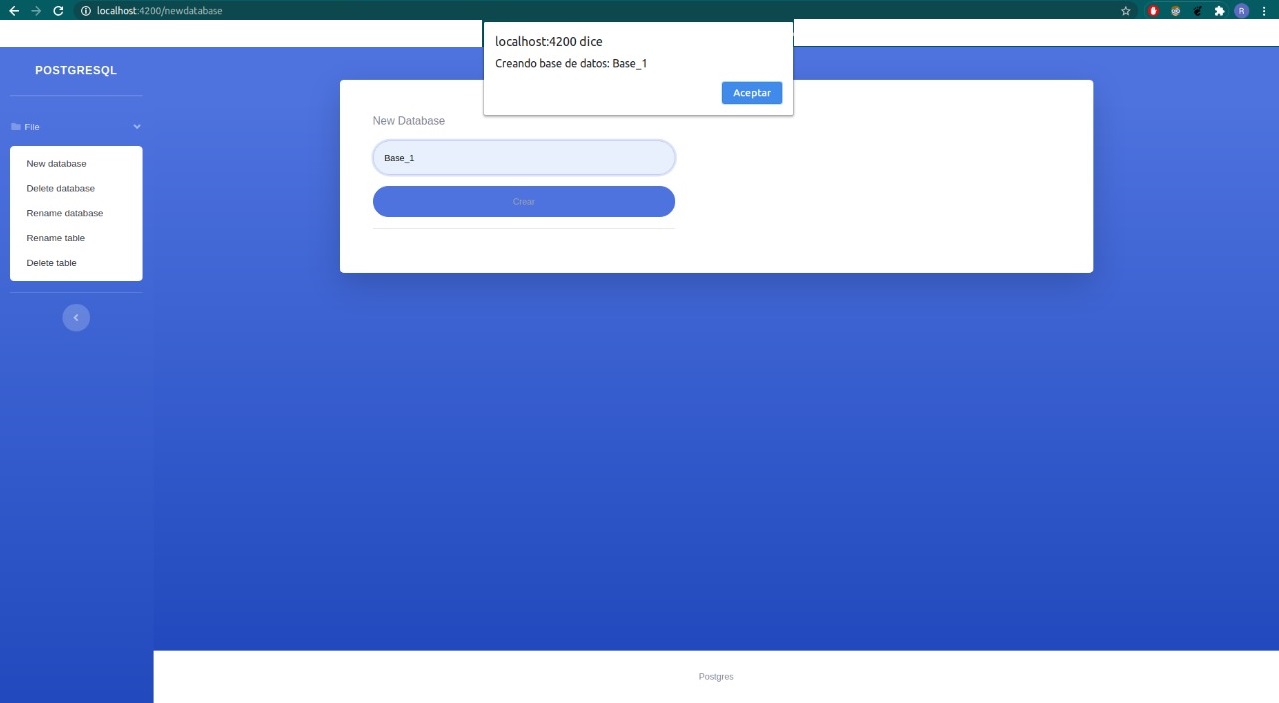 localhost:4200/newdatabase
R
localhost:4200 dice
Creando base de datos: Base_1
Aceptar
POSTGRESQL
File
New database
Delete database
Rename database
Rename table
Delete table
New Database
Base_1
Crear
Postgres